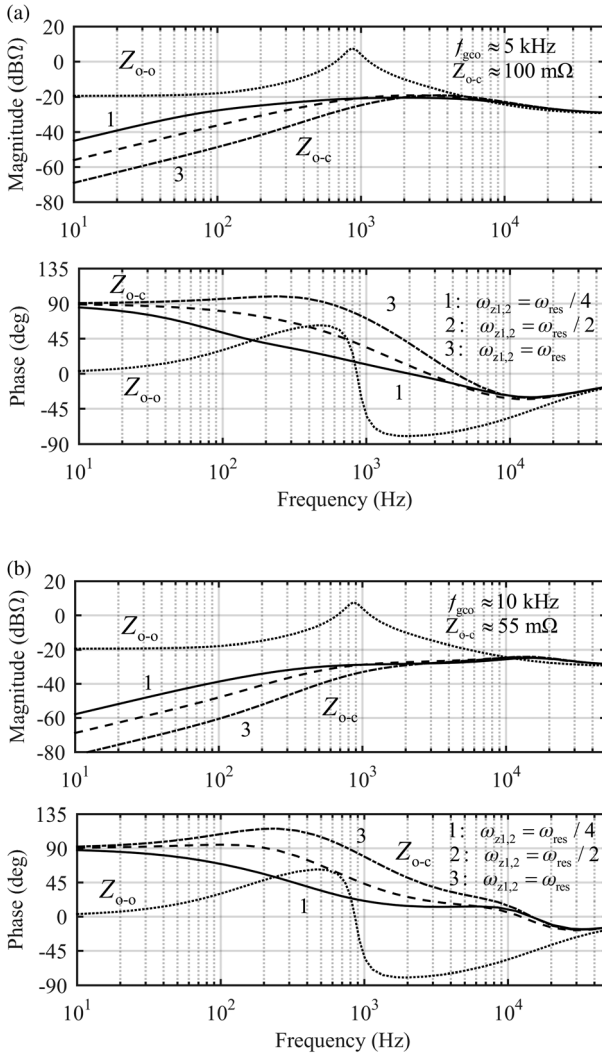 (a)
Magnitude (dBΩ)
20
0
-20
-40
-60
-80
Z_o-o
f_gco ≈ 5 kHz
Z_o-c ≈ 100 mΩ
1
3
Z_o-c
10^1
10^2
10^3
10^4
Phase (deg)
135
90
45
0
-45
-90
Z_o-c
3
1: ω_z1,2 = ω_res / 4
2: ω_z1,2 = ω_res / 2
3: ω_z1,2 = ω_res
Z_o-o
1
10^1
10^2
10^3
10^4
Frequency (Hz)
(b)
Magnitude (dBΩ)
20
0
-20
-40
-60
-80
Z_o-o
f_gco ≈ 10 kHz
Z_o-c ≈ 55 mΩ
1
3
Z_o-c
10^1
10^2
10^3
10^4
Phase (deg)
135
90
45
0
-45
-90
3
Z_o-c
1: ω_z1,2 = ω_res / 4
2: ω_z1,2 = ω_res / 2
3: ω_z1,2 = ω_res
Z_o-o
1
10^1
10^2
10^3
10^4
Frequency (Hz)